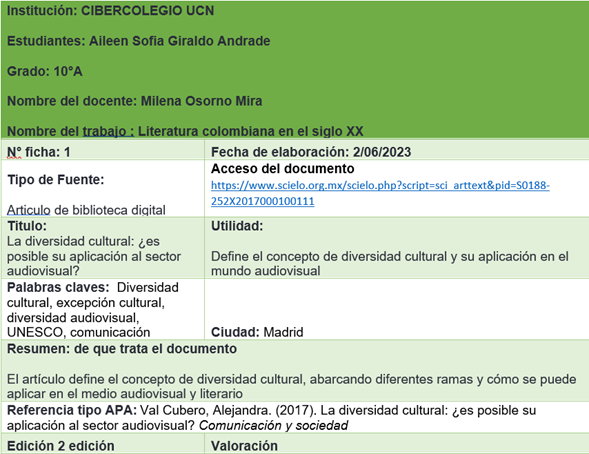 Institución: CIBERCOLEGIO UCN
Estudiantes: Aileen Sofia Giraldo Andrade
Grado: 10°A
Nombre del docente: Milena Osorno Mira
Nombre del trabajo : Literatura colombiana en el siglo XX
N° ficha: 1
Fecha de elaboración: 2/06/2023
Tipo de Fuente:
Articulo de biblioteca digital
Acceso del documento
https://www.scielo.org.mx/scielo.php?script=sci_arttext&pid=S0188-
252X2017000100111
Titulo:
La diversidad cultural: ¿es
posible su aplicación al sector
audiovisual?
Utilidad:
Define el concepto de diversidad cultural y su aplicación en el
mundo audiovisual
Palabras claves: Diversidad
cultural, excepción cultural,
diversidad audiovisual,
UNESCO, comunicación
Ciudad: Madrid
Resumen: de que trata el documento
El artículo define el concepto de diversidad cultural, abarcando diferentes ramas y cómo se puede
aplicar en el medio audiovisual y literario
Referencia tipo APA: Val Cubero, Alejandra. (2017). La diversidad cultural: ¿es posible su
aplicación al sector audiovisual? Comunicación y sociedad
Edición 2 edición
Valoración